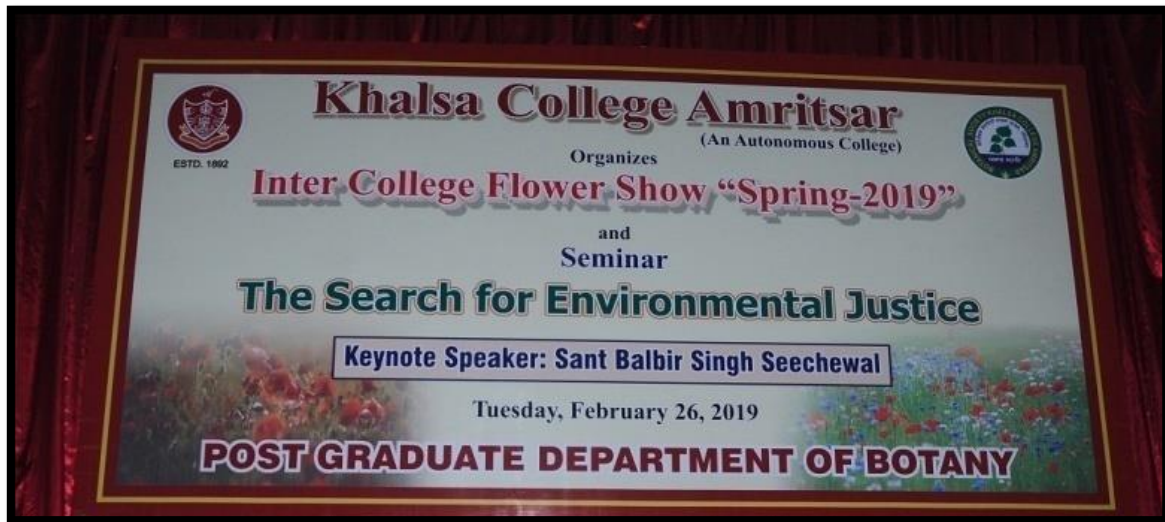 Khalsa College Amritsar
(An Autonomous College)
ESTD. 1892
Organizes
Inter College Flower Show “Spring-2019”
and
Seminar
The Search for Environmental Justice
Keynote Speaker: Sant Balbir Singh Seechewal
Tuesday, February 26, 2019
POST GRADUATE DEPARTMENT OF BOTANY